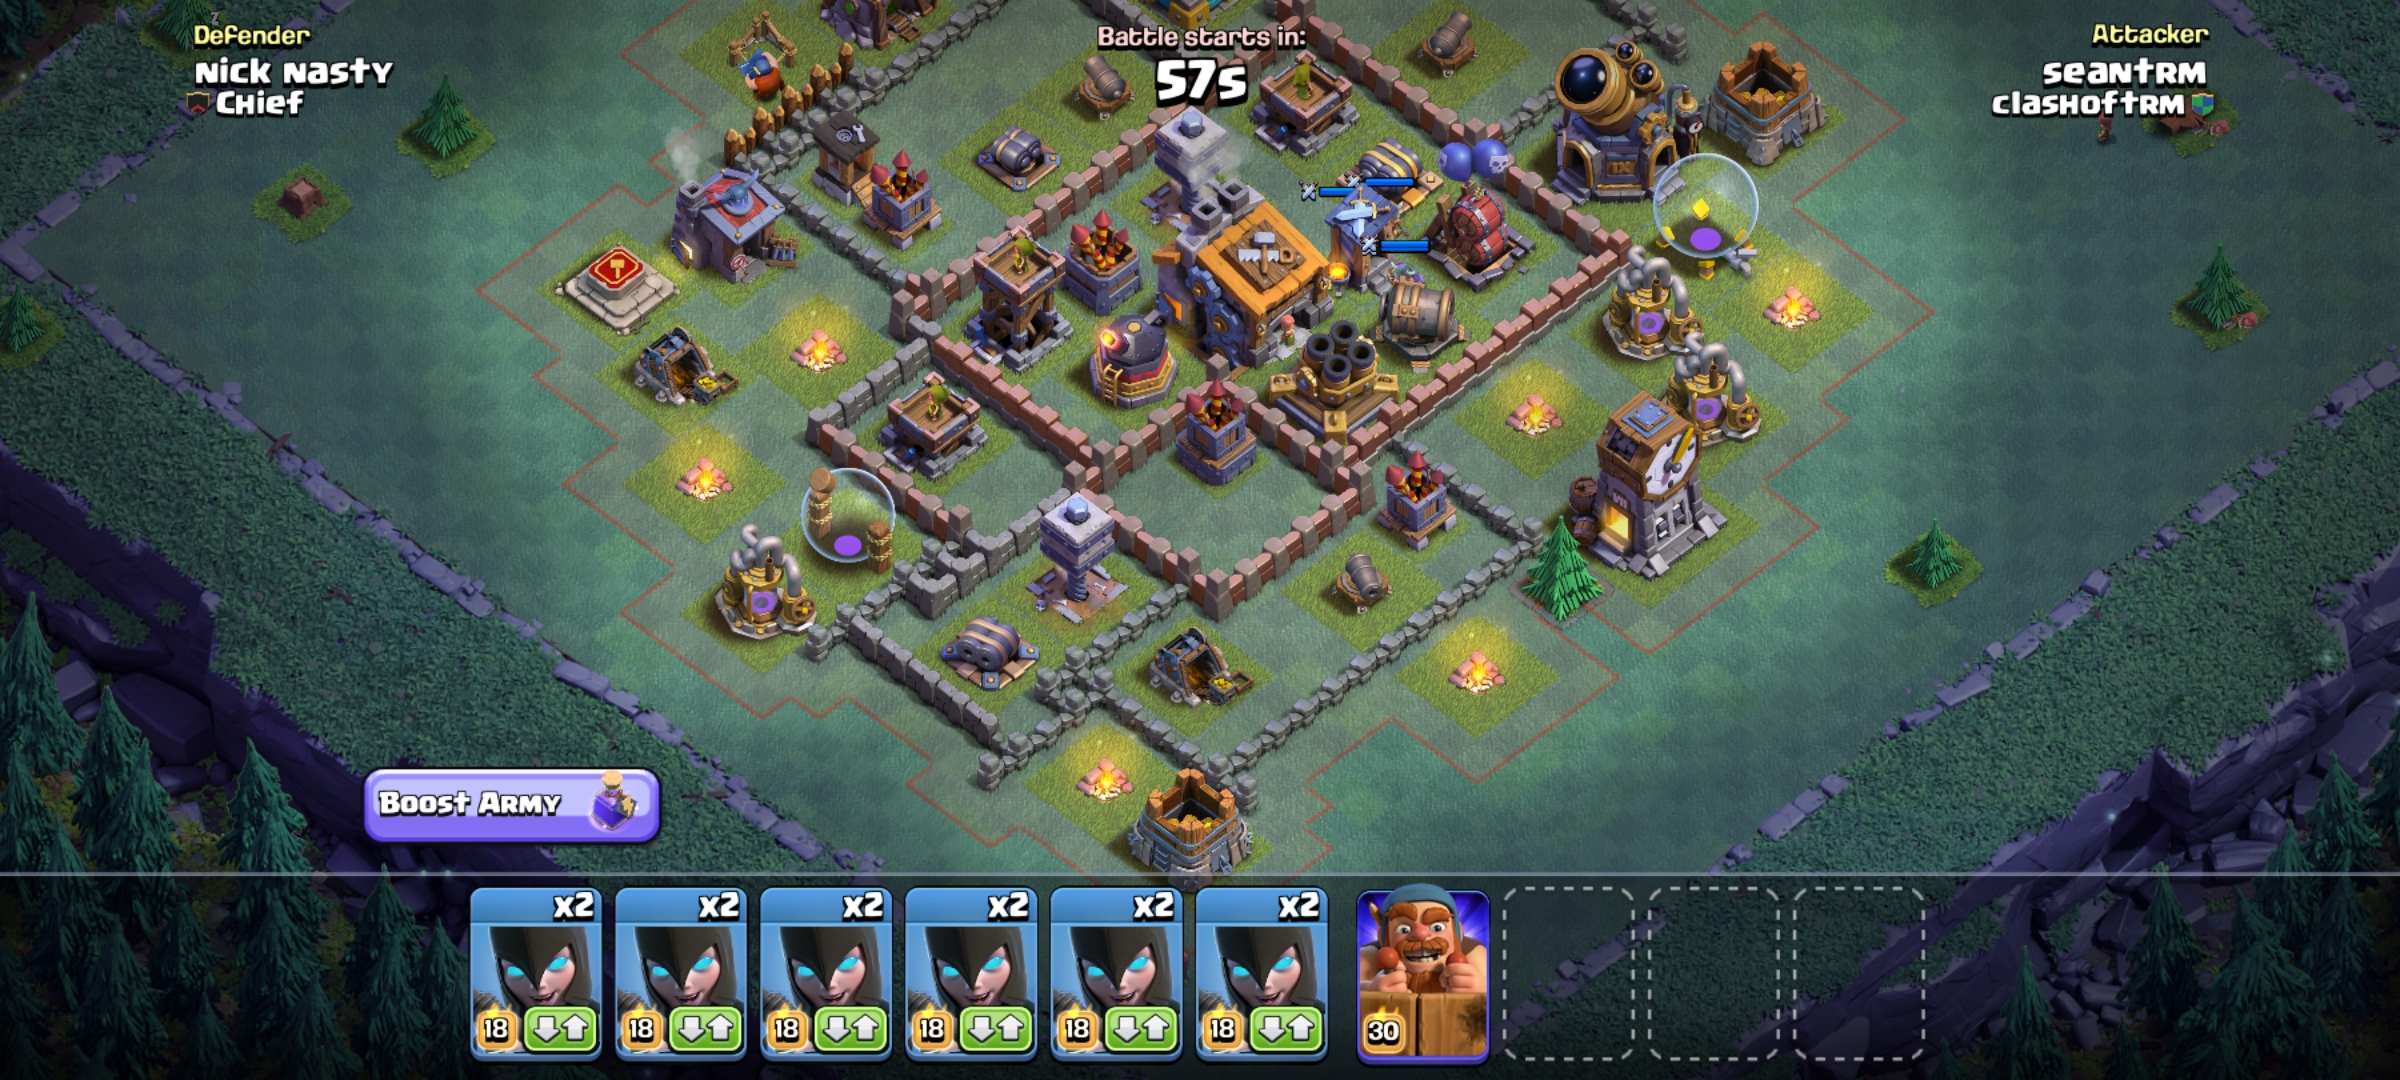 Defender
Nick Nasty
Chief
Battle starts in:
57s
Attacker
seantRM
clashoftRM
IX
Boost Army
x2
x2
x2
x2
x2
x2
18
18
18
18
18
18
30